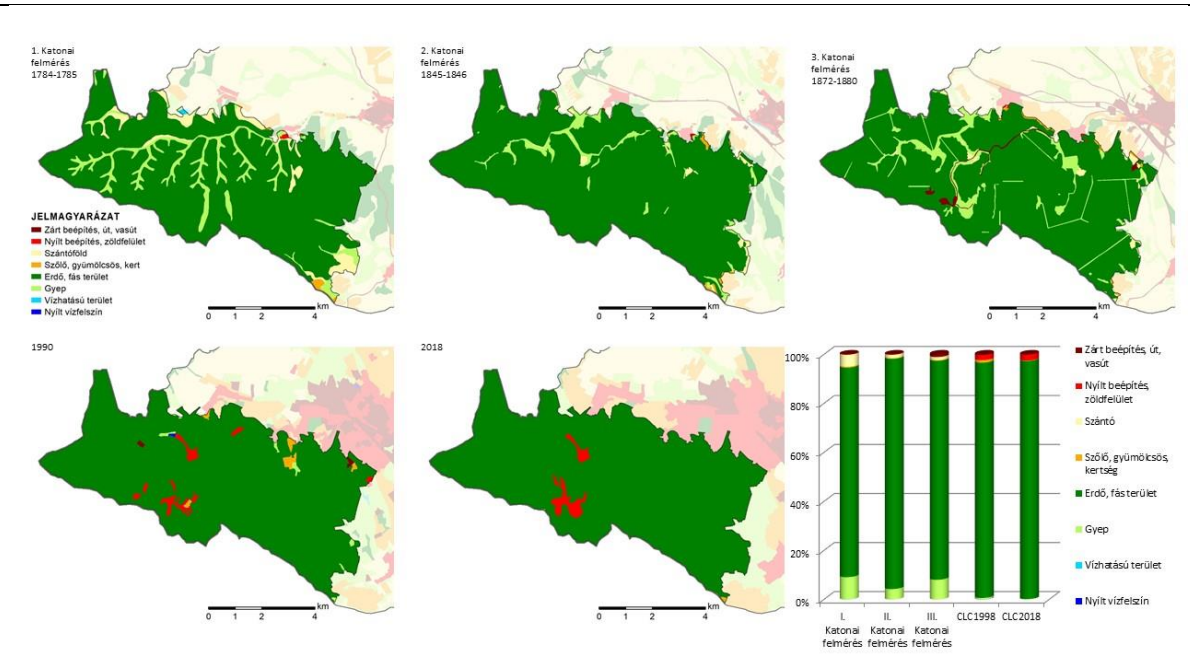 1. Katonai
felmérés
1784-1785
JELMAGYARÁZAT
Zárt beépítés, út, vasút
Nyílt beépítés, zöldfelület
Szántóföld
Szőlő, gyümölcsös, kert
Erdő, fás terület
Gyep
Vízhatású terület
Nyílt vízfelszín
km
0 1 2 4
2. Katonai
felmérés
1845-1846
km
0 1 2 4
3. Katonai
felmérés
1872-1880
km
0 1 2 4
1990
km
0 1 2 4
2018
km
0 1 2 4
100%
80%
60%
40%
20%
0%
I.
Katonai
felmérés
II.
Katonai
felmérés
III.
Katonai
felmérés
CLC1998
CLC2018
Zárt beépítés, út,
vasút
Nyílt beépítés,
zöldfelület
Szántó
Szőlő, gyümölcsös,
kertség
Erdő, fás terület
Gyep
Vízhatású terület
Nyílt vízfelszín